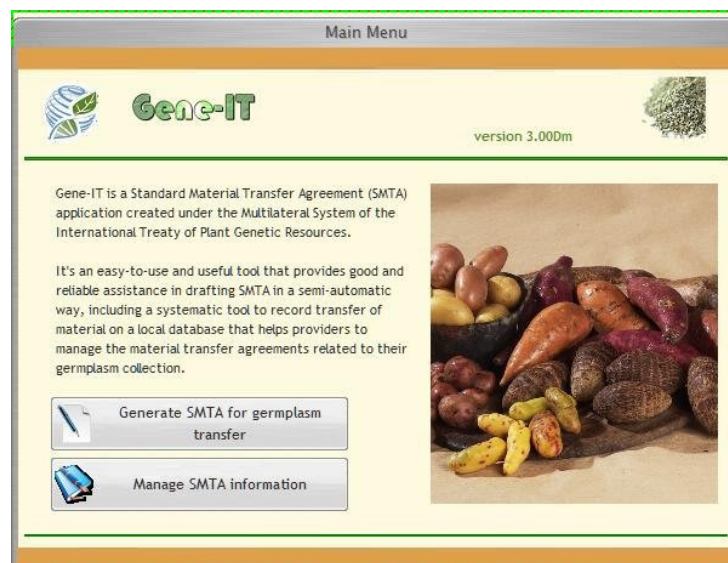 Main Menu
Gene-IT
version 3.00Dm
Gene-IT is a Standard Material Transfer Agreement (SMTA)
application created under the Multilateral System of the
International Treaty of Plant Genetic Resources.
It's an easy-to-use and useful tool that provides good and
reliable assistance in drafting SMTA in a semi-automatic
way, including a systematic tool to record transfer of
material on a local database that helps providers to
manage the material transfer agreements related to their
germplasm collection.
Generate SMTA for germplasm
transfer
Manage SMTA information